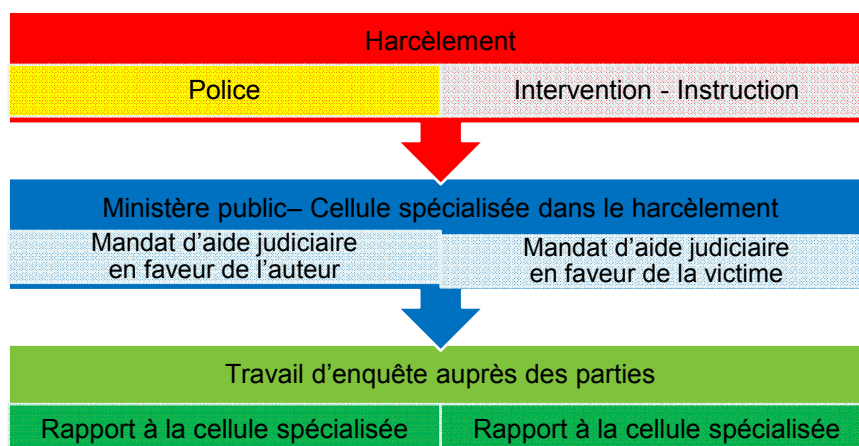 Harcèlement
Police
Intervention - Instruction
Ministère public– Cellule spécialisée dans le harcèlement
Mandat d’aide judiciaire
en faveur de l’auteur
Mandat d’aide judiciaire
en faveur de la victime
Travail d’enquête auprès des parties
Rapport à la cellule spécialisée
Rapport à la cellule spécialisée